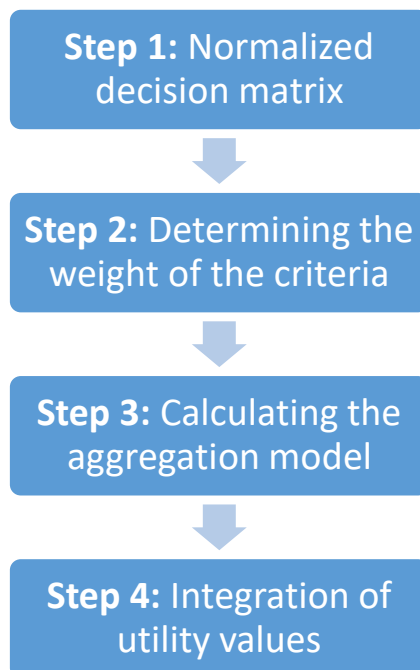 Step 1: Normalized
decision matrix
Step 2: Determining the
weight of the criteria
Step 3: Calculating the
aggregation model
Step 4: Integration of
utility values